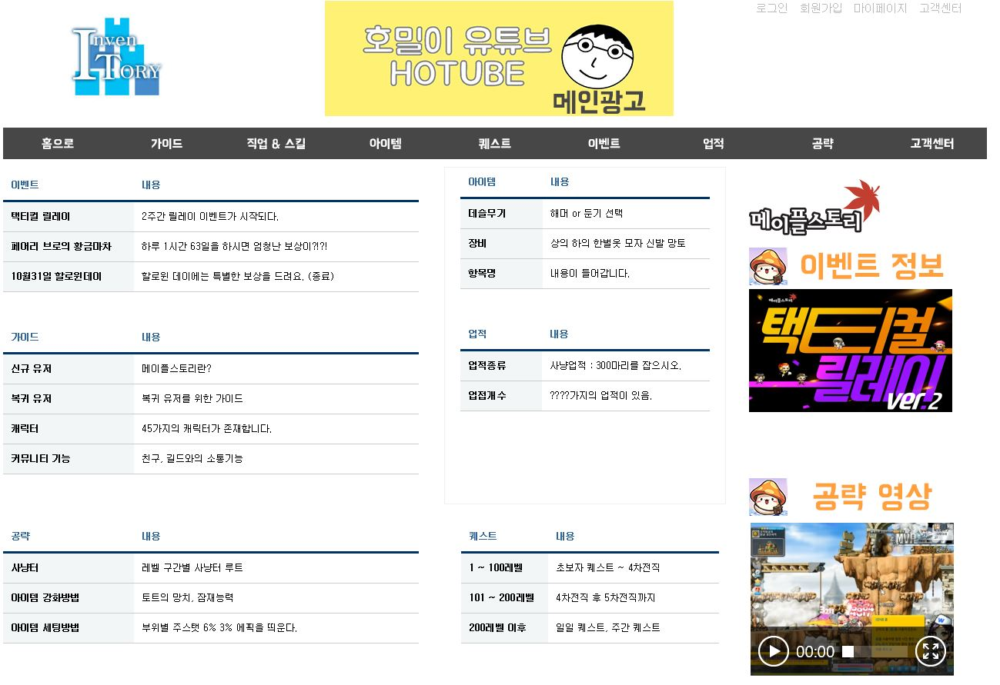 로그인 회원가입 마이페이지 고객센터
INVEN
TORY
호밀이 유튜브
HOTUBE
메인광고
홈으로 가이드 직업 & 스킬 아이템 퀘스트 이벤트 업적 공략 고객센터
이벤트 내용
택티컬 릴레이 2주간 릴레이 이벤트가 시작되다.
페어리 브로의 황금마차 하루 1시간 63일을 하시면 엄청난 보상이?!?!
10월31일 할로윈데이 할로윈 데이에는 특별한 보상을 드려요. (종료)
가이드 내용
신규 유저 메이플스토리란?
복귀 유저 복귀 유저를 위한 가이드
캐릭터 45가지의 캐릭터가 존재합니다.
커뮤니티 기능 친구, 길드와의 소통기능
아이템 내용
데슬무기 해머 or 둔기 선택
장비 상의 하의 한벌옷 모자 신발 망토
항목명 내용이 들어갑니다.
업적 내용
업적종류 사냥업적 : 300마리를 잡으시오.
업접개수 ????가지의 업적이 있음.
공략 내용
사냥터 레벨 구간별 사냥터 루트
아이템 강화방법 토트의 망치, 잠재능력
아이템 세팅방법 부위별 주스탯 6% 3% 에픽을 띄운다.
퀘스트 내용
1 ~ 100레벨 초보자 퀘스트 ~ 4차전직
101 ~ 200레벨 4차전직 후 5차전직까지
200레벨 이후 일일 퀘스트, 주간 퀘스트
메이플스토리
이벤트 정보
메이플스토리
택티컬
릴레이
ver.2
공략 영상
00:00